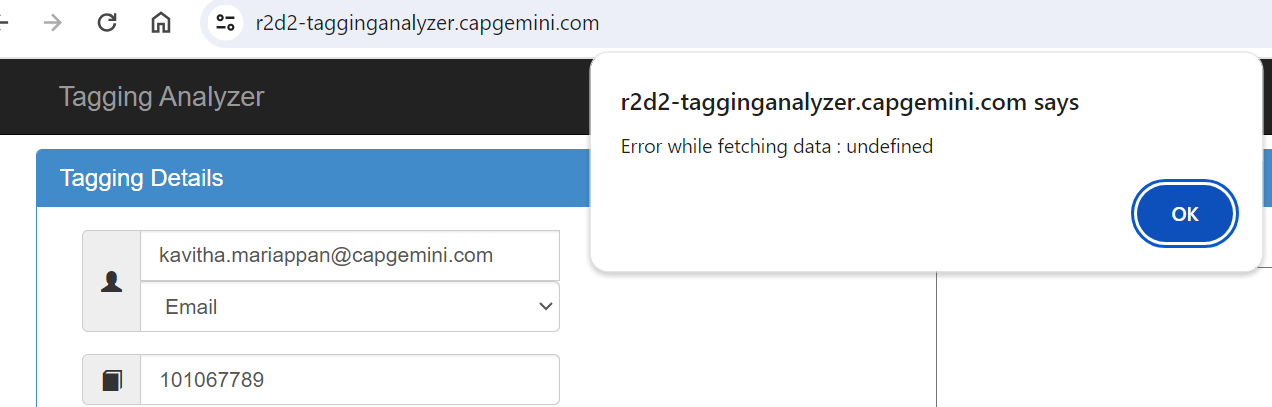 r2d2-tagginganalyzer.capgemini.com
Tagging Analyzer
r2d2-tagginganalyzer.capgemini.com says
Error while fetching data : undefined
OK
Tagging Details
kavitha.mariappan@capgemini.com
Email
101067789